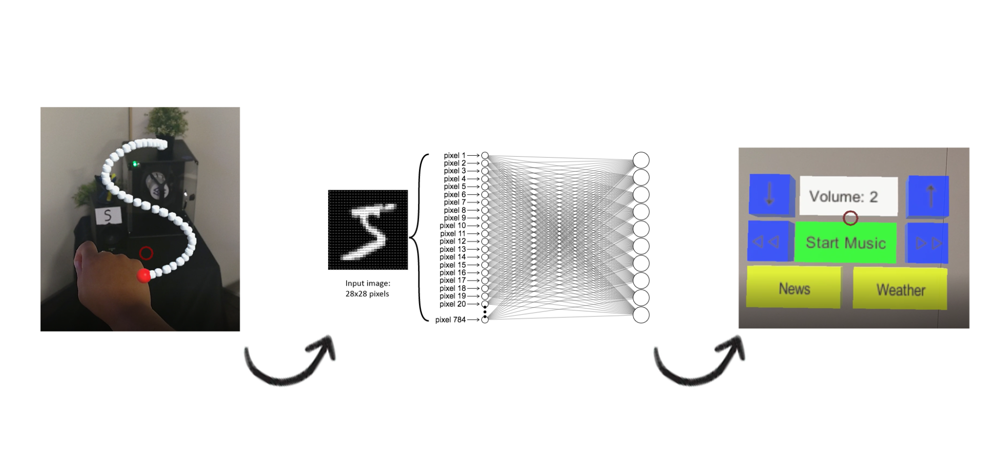 S
Input image:
28x28 pixels
pixel 1
pixel 2
pixel 3
pixel 4
pixel 5
pixel 6
pixel 7
pixel 8
pixel 9
pixel 10
pixel 11
pixel 12
pixel 13
pixel 14
pixel 15
pixel 16
pixel 17
pixel 18
pixel 19
pixel 20
pixel 784
Volume: 2
Start Music
News
Weather